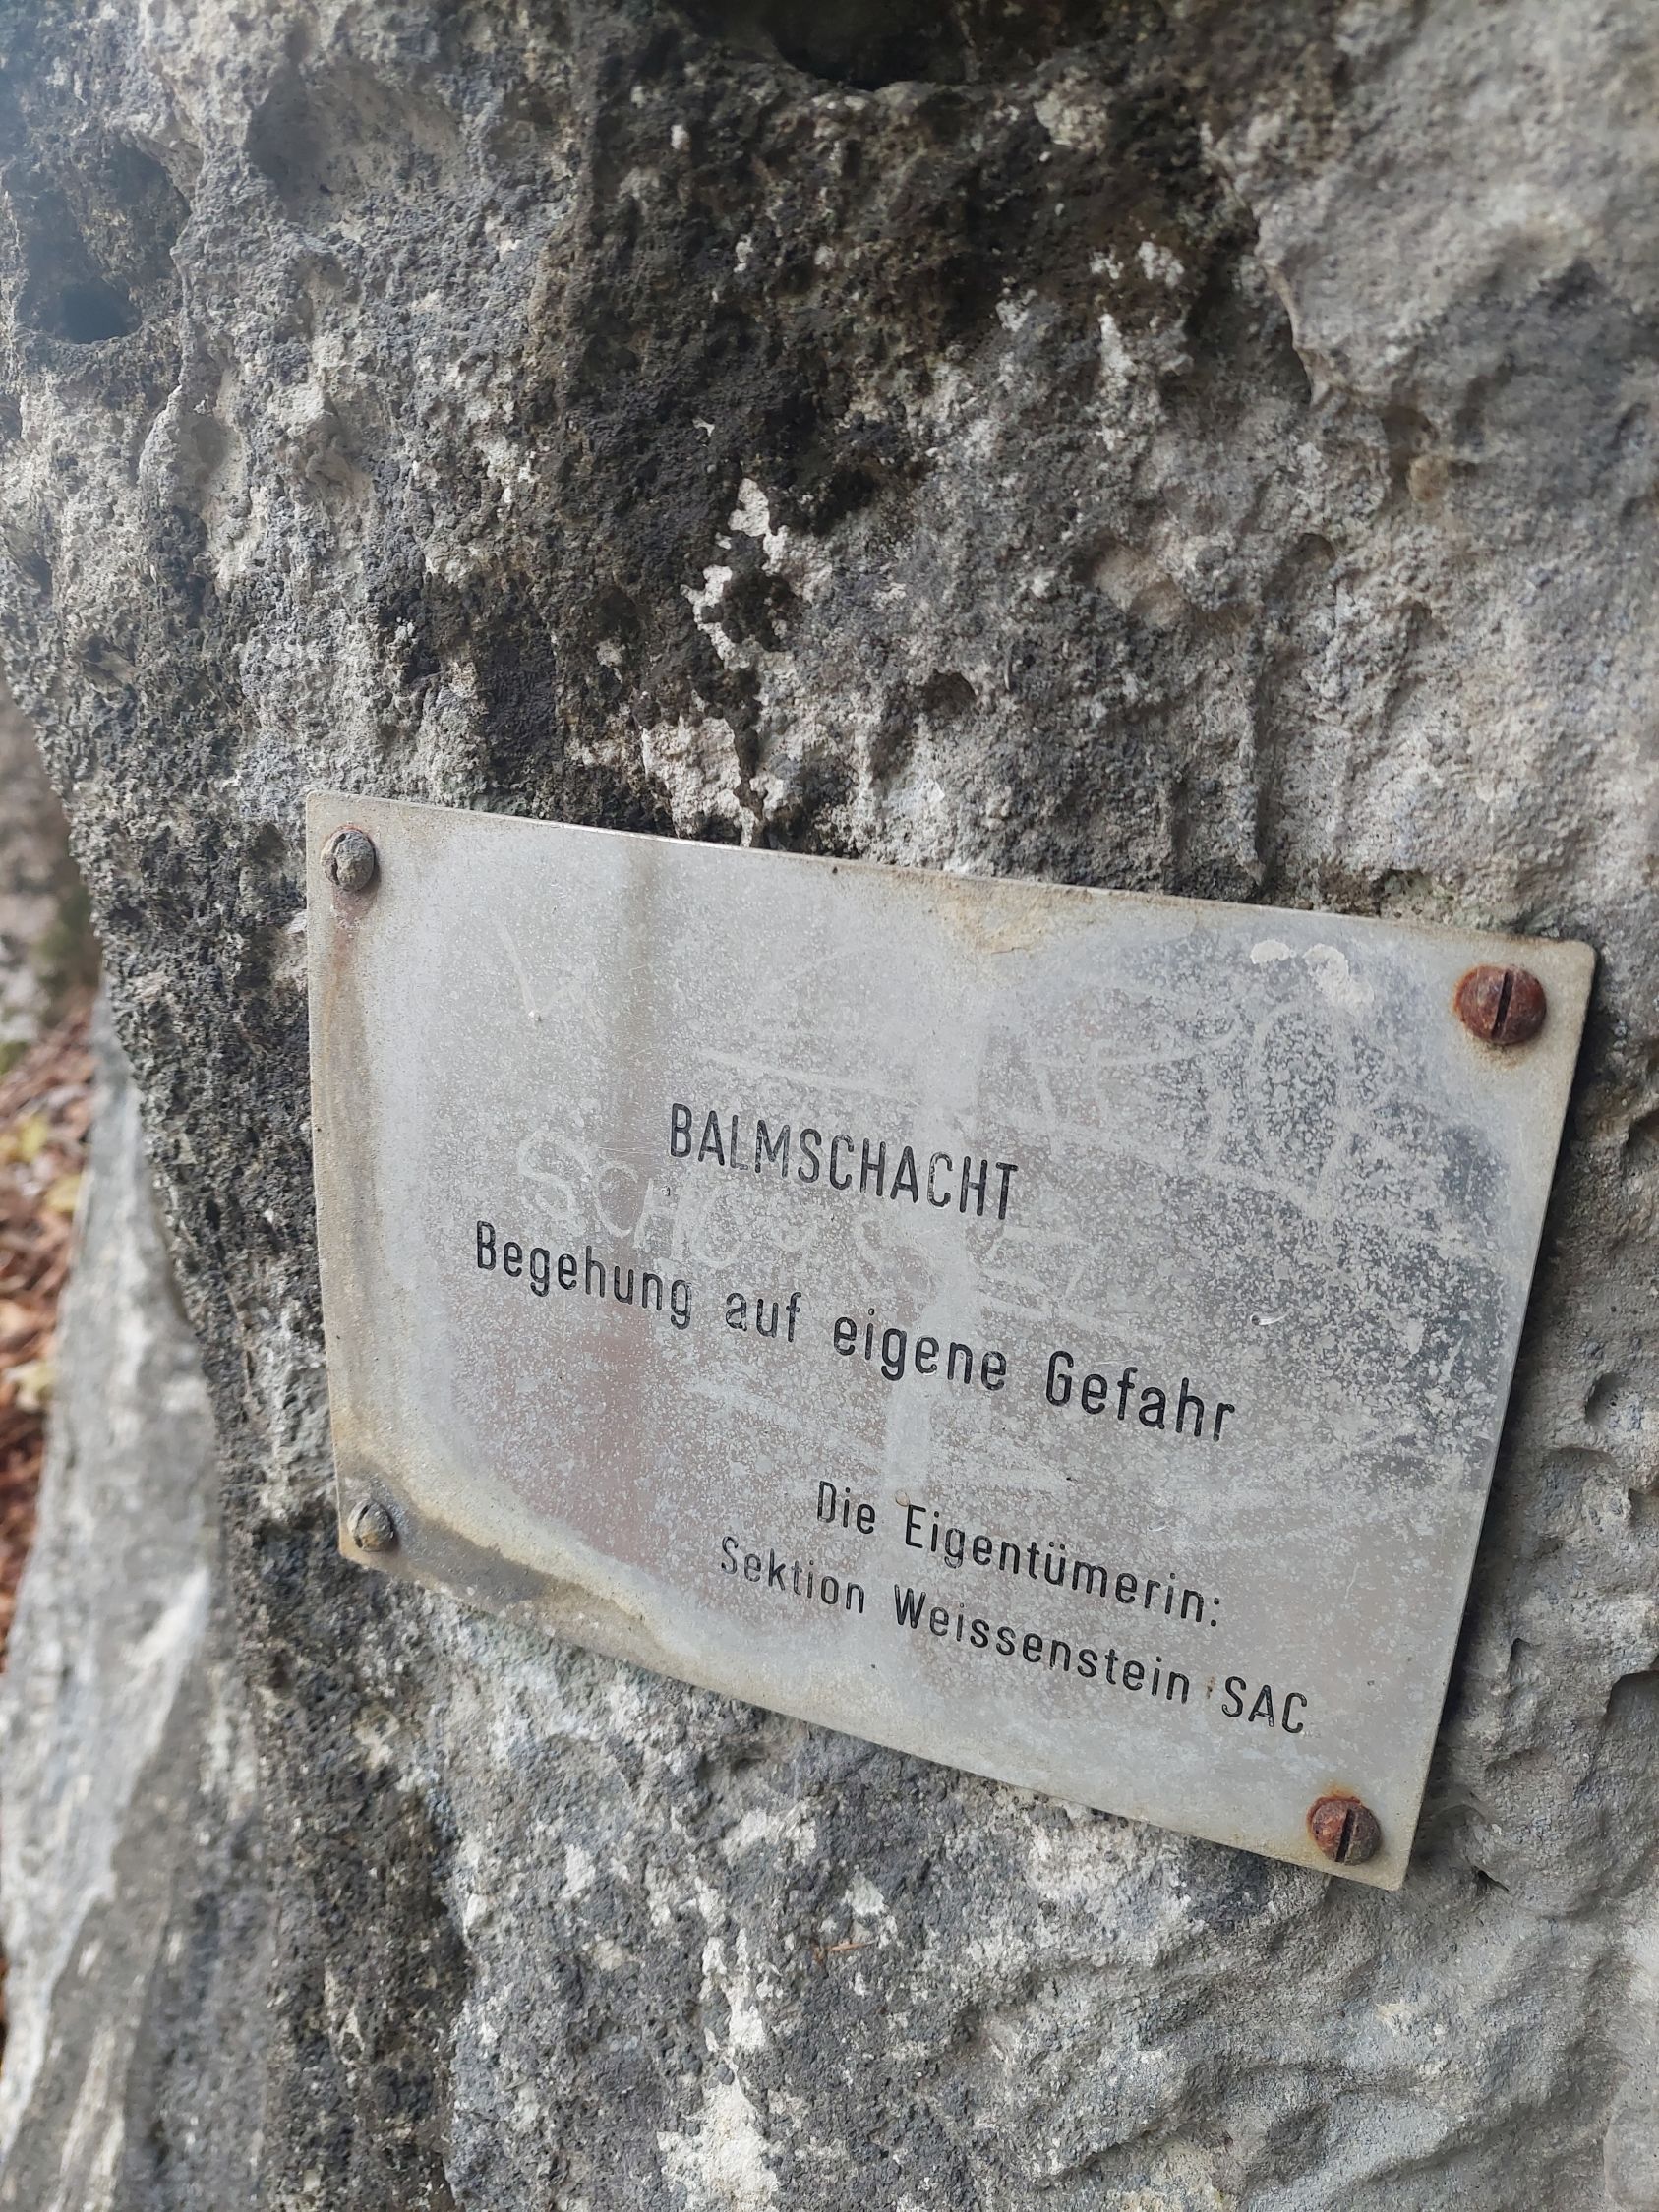 BALMSCHACHT
Begehung auf eigene Gefahr
Die Eigentümerin:
Sektion Weissenstein SAC